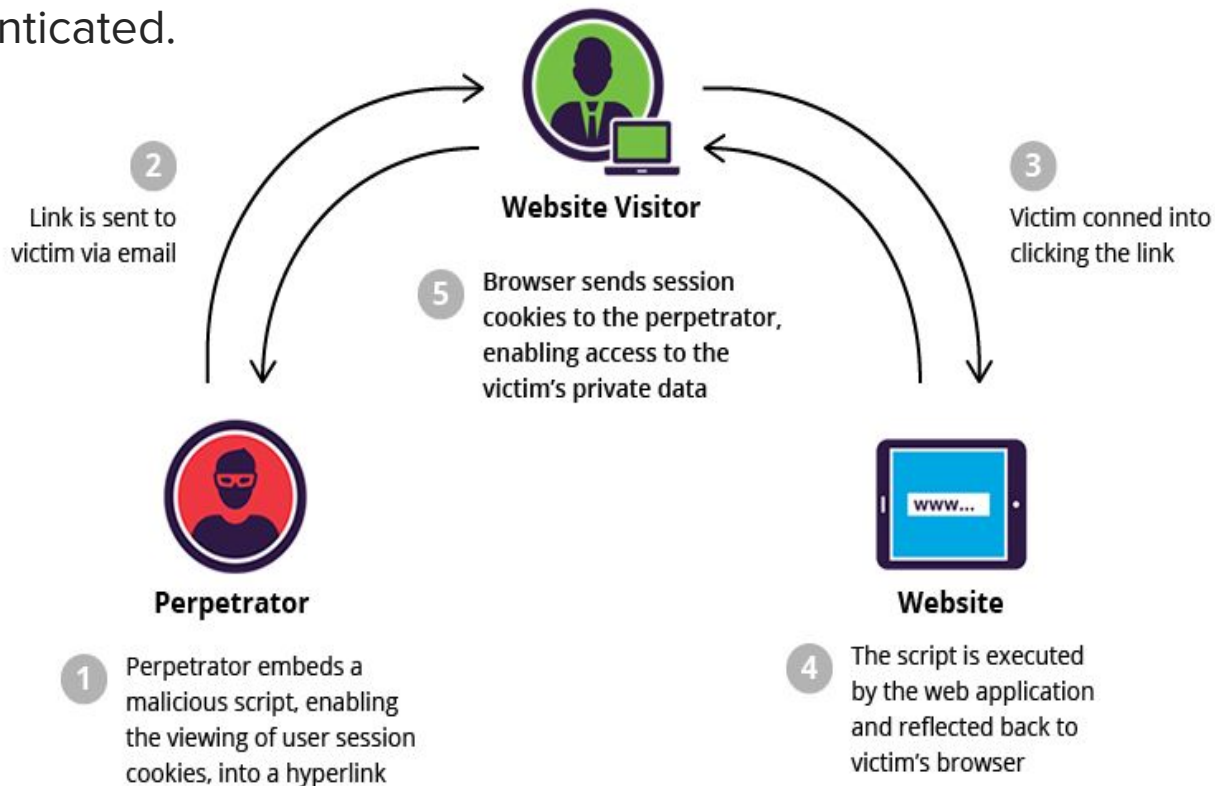 nticated.
Website Visitor
2
Link is sent to
victim via email
3
Victim conned into
clicking the link
5
Browser sends session
cookies to the perpetrator,
enabling access to the
victim's private data
www...
Perpetrator
Website
1
Perpetrator embeds a
malicious script, enabling
the viewing of user session
cookies, into a hyperlink
4
The script is executed
by the web application
and reflected back to
victim's browser